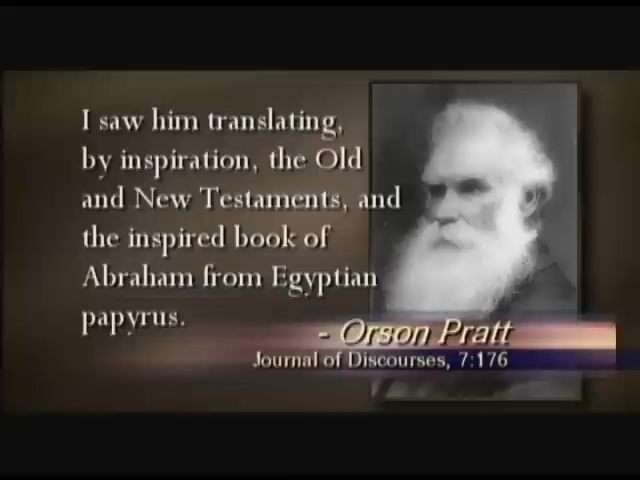 I saw him translating,
by inspiration, the Old
and New Testaments, and
the inspired book of
Abraham from Egyptian
papyrus.
- Orson Pratt
Journal of Discourses, 7:176